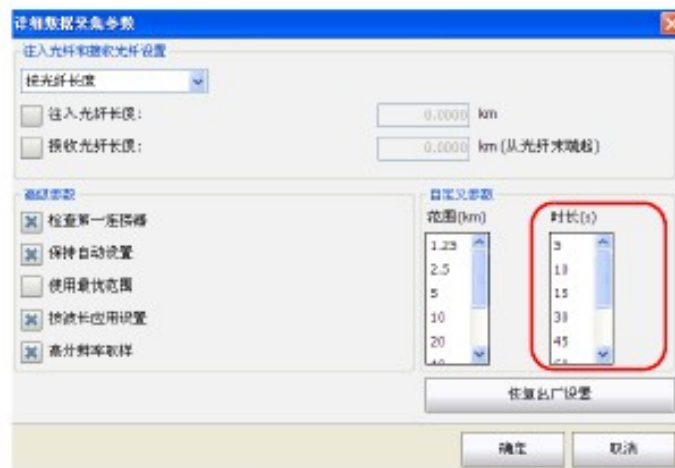 详细数据采集参数
注入光纤和接收光纤设置
按光纤长度
注入光纤长度: 0.0000 km
接收光纤长度: 0.0000 km (从光纤末端起)
高级参数
检查第一连接器
保持自动设置
使用最优范围
按波长应用设置
高分辨率取样
自定义参数
范围(km)
1.25
2.5
5
10
20
时长(s)
5
10
15
30
45
恢复出厂设置
确定 取消